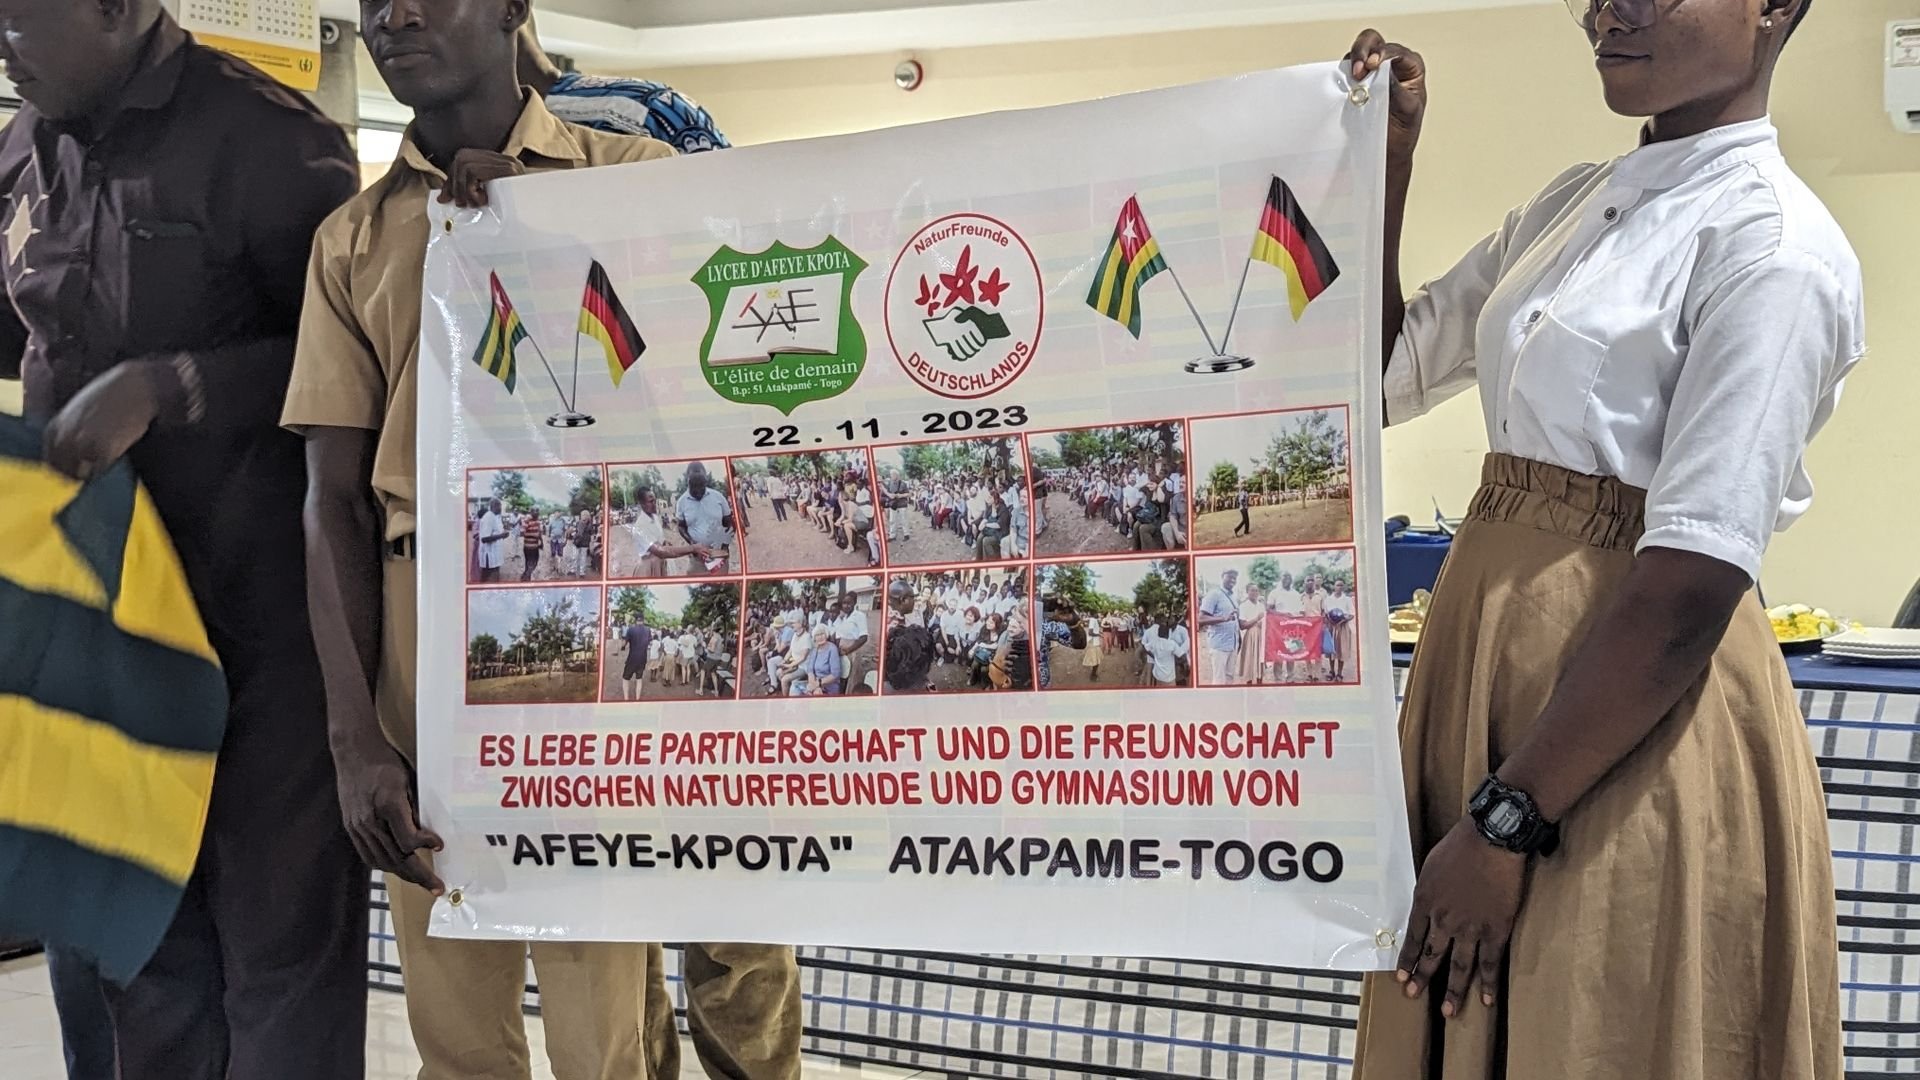 LYCEE D'AFEYE KPOTA
L'élite de demain
B.p: 51 Atakpamé - Togo
NaturFreunde
DEUTSCHLANDS
22 . 11 . 2023
ES LEBE DIE PARTNERSCHAFT UND DIE FREUNSCHAFT
ZWISCHEN NATURFREUNDE UND GYMNASIUM VON
"AFEYE-KPOTA" ATAKPAME-TOGO